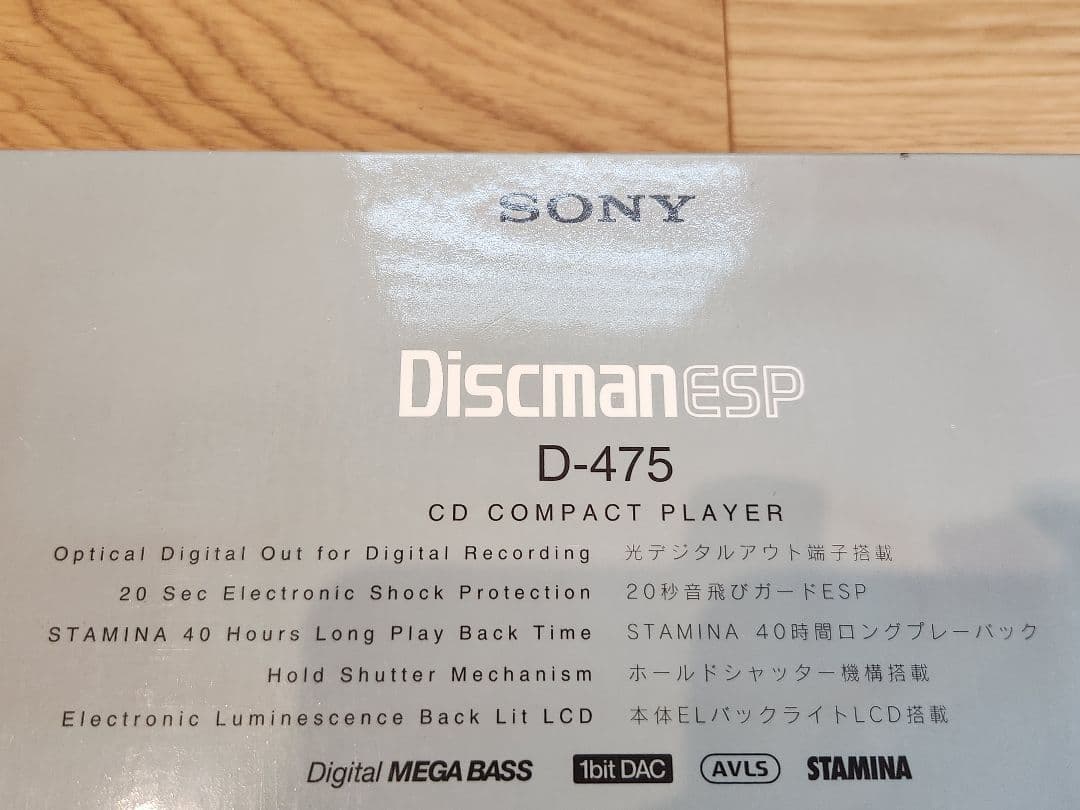 SONY
Discman ESP
D-475
CD COMPACT PLAYER
Optical Digital Out for Digital Recording 光デジタルアウト端子搭載
20 Sec Electronic Shock Protection 20秒音飛びガードESP
STAMINA 40 Hours Long Play Back Time STAMINA 40時間ロングプレーバック
Hold Shutter Mechanism ホールドシャッター機構搭載
Electronic Luminescence Back Lit LCD 本体ELバックライトLCD搭載
Digital MEGA BASS 1bit DAC AVLS STAMINA